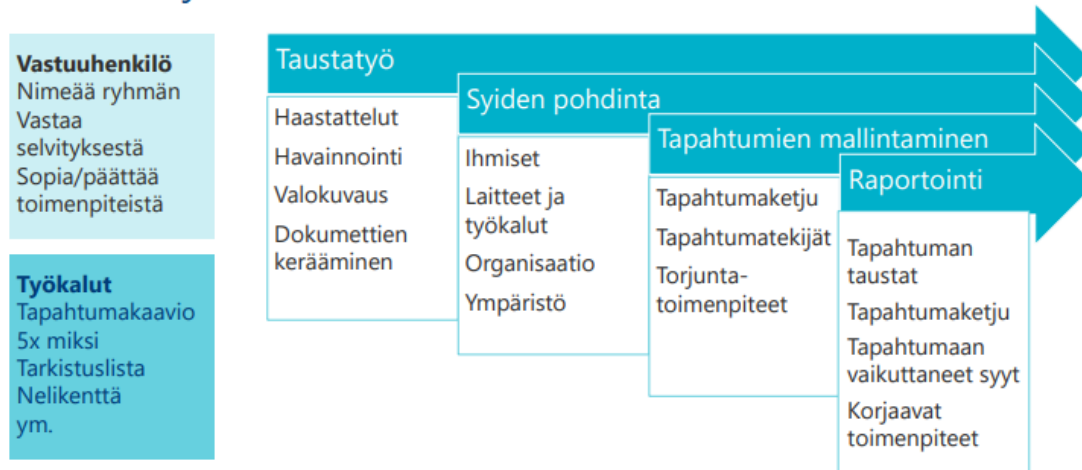 Vastuuhenkilö
Nimeää ryhmän
Vastaa
selvityksestä
Sopia/päättää
toimenpiteistä
Työkalut
Tapahtumakaavio
5x miksi
Tarkistuslista
Nelikenttä
ym.
Taustatyö
Haastattelut
Havainnointi
Valokuvaus
Dokumettien
kerääminen
Syiden pohdinta
Ihmiset
Laitteet ja
työkalut
Organisaatio
Ympäristö
Tapahtumien mallintaminen
Tapahtumaketju
Tapahtumatekijät
Torjunta-
toimenpiteet
Raportointi
Tapahtuman
taustat
Tapahtumaketju
Tapahtumaan
vaikuttaneet syyt
Korjaavat
toimenpiteet